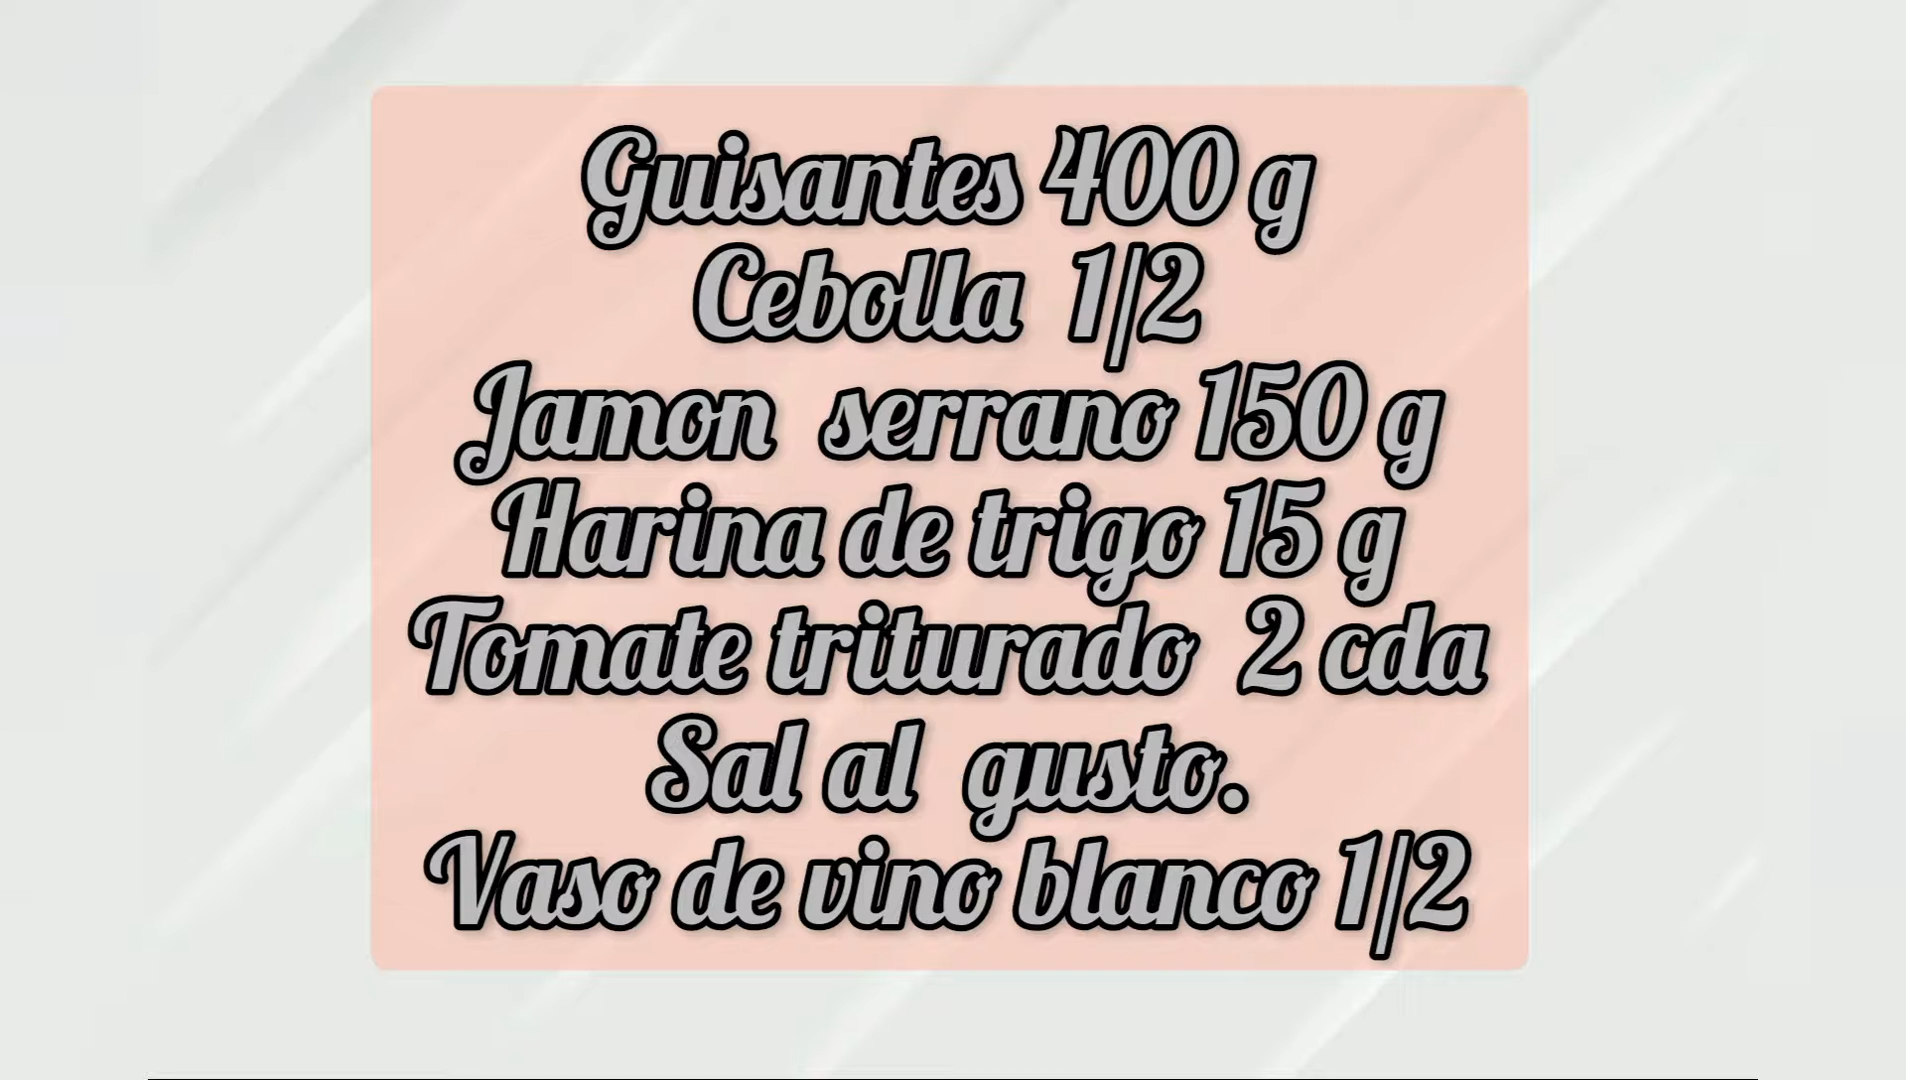 Guisantes 400 g
Cebolla 1/2
Jamon serrano 150 g
Harina de trigo 15 g
Tomate triturado 2 cda
Sal al gusto.
Vaso de vino blanco 1/2